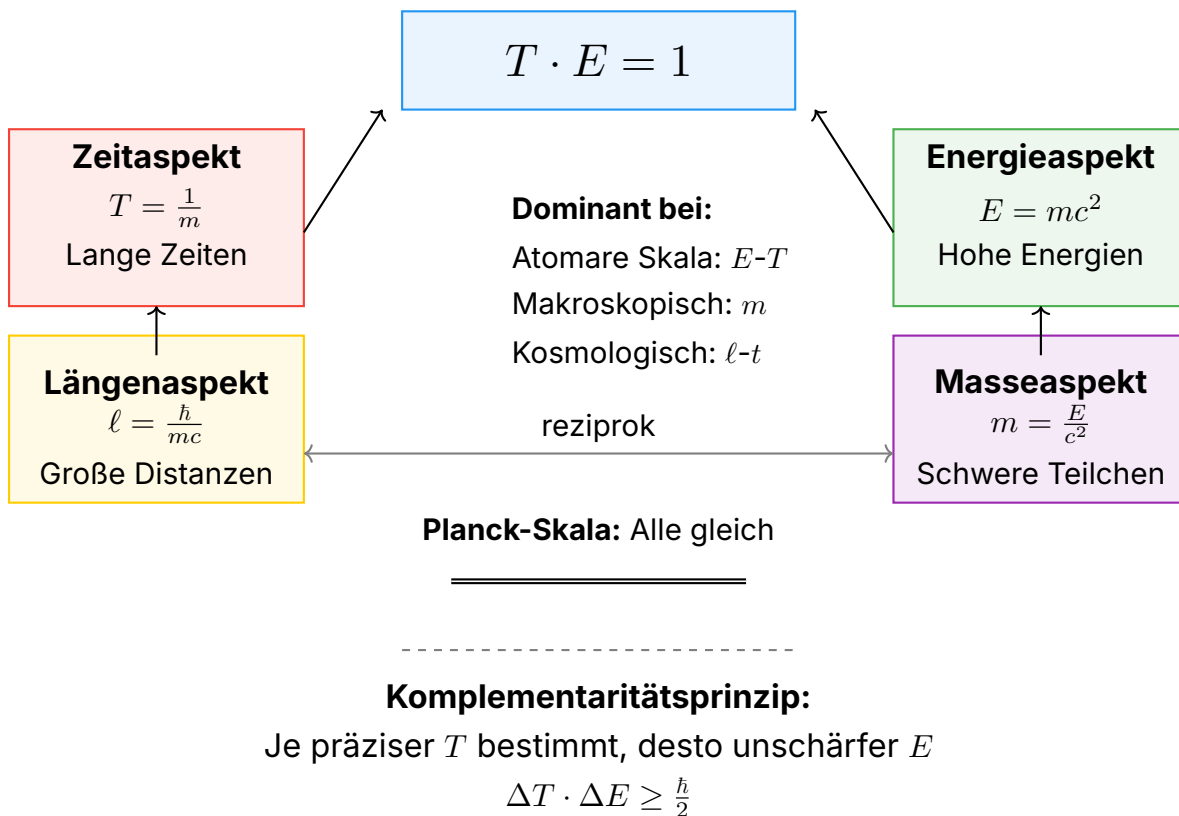 T · E = 1
Zeitaspekt
T = 1/m
Lange Zeiten
Energieaspekt
E = mc²
Hohe Energien
Dominant bei:
Atomare Skala: E-T
Makroskopisch: m
Kosmologisch: ℓ-t
Längenaspekt
ℓ = ħ/mc
Große Distanzen
reziprok
Masseaspekt
m = E/c²
Schwere Teilchen
Planck-Skala: Alle gleich
Komplementaritätsprinzip:
Je präziser T bestimmt, desto unschärfer E
ΔT · ΔE ≥ ħ/2